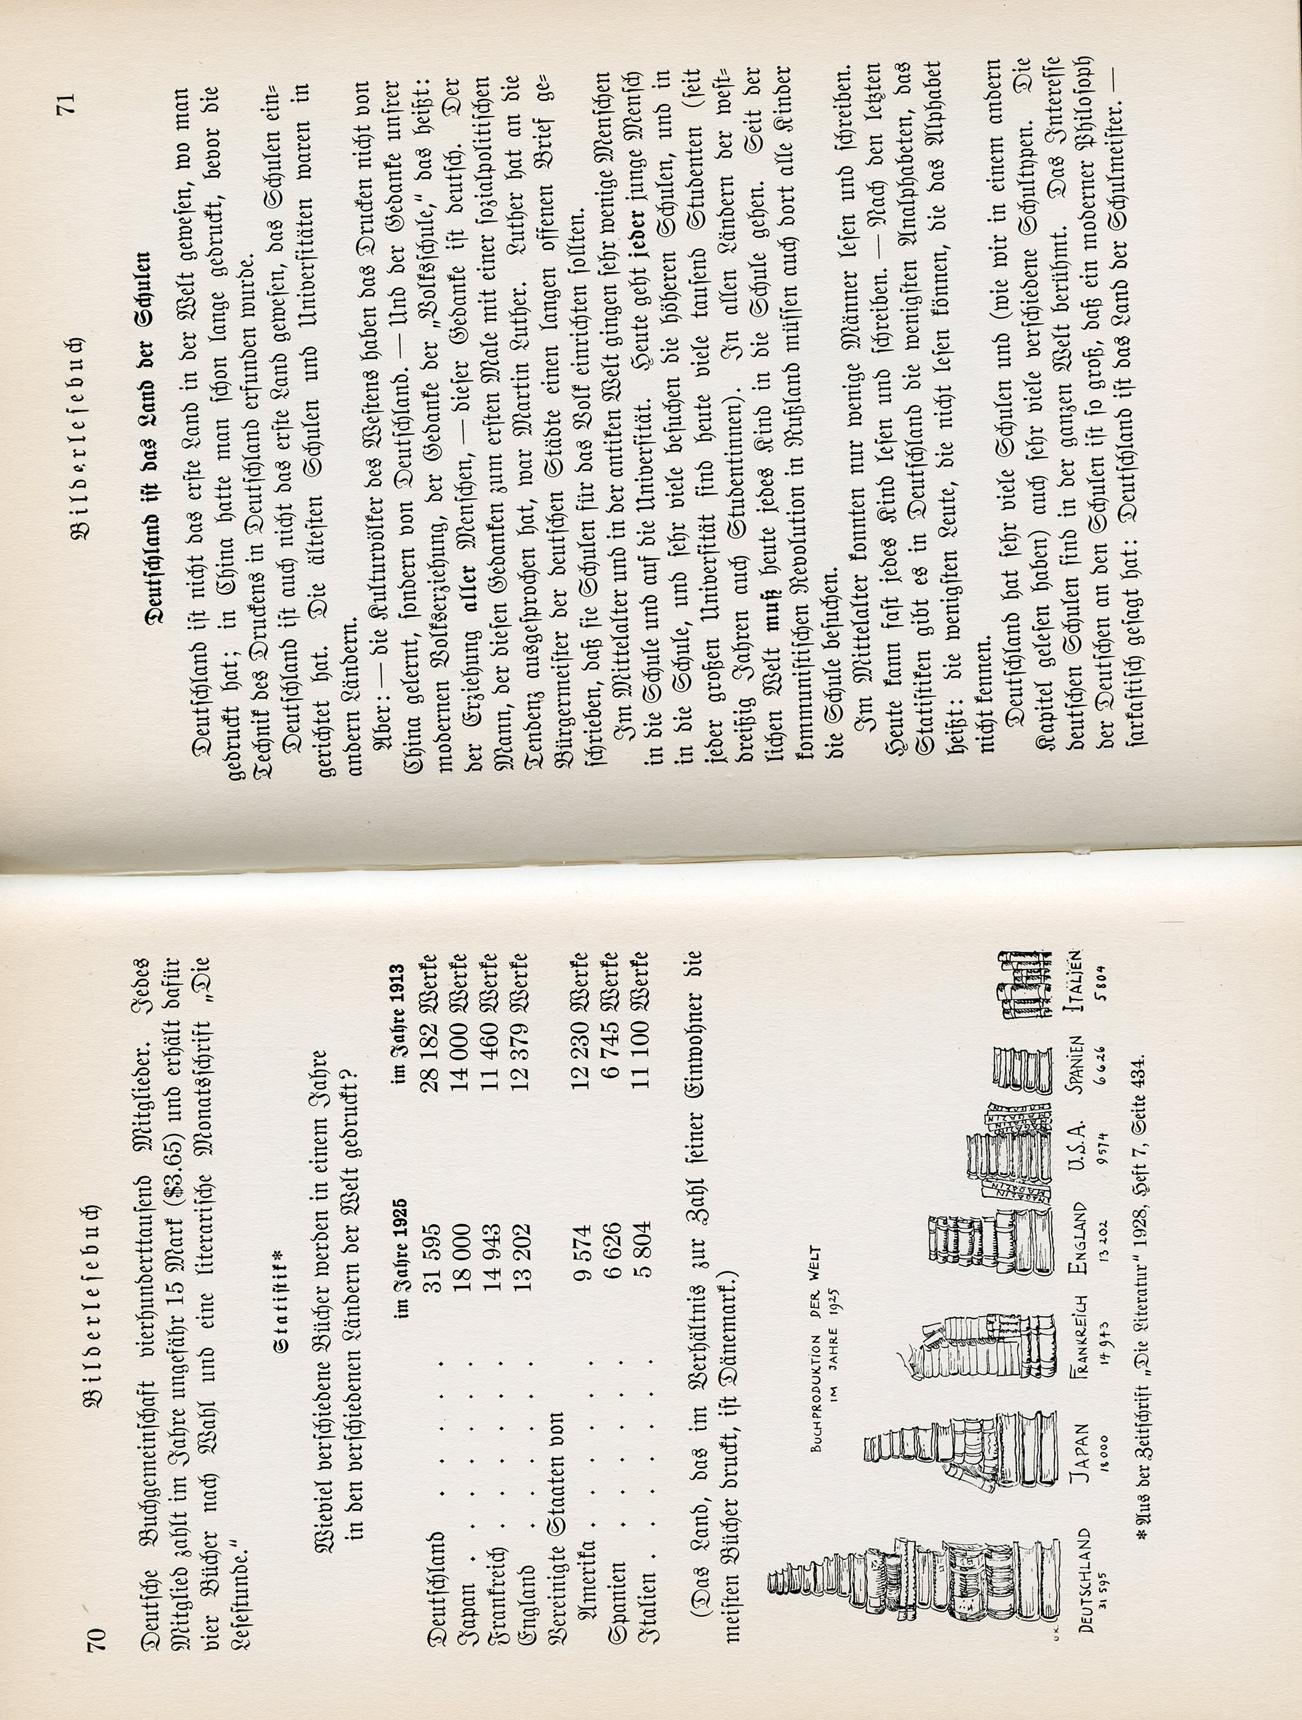 70
Bilderlesebuch
Deutsche Buchgemeinschaft vierhunderttausend Mitglieder. Jedes
Mitglied zahlt im Jahre ungefähr 15 Mark ($3.65) und erhält dafür
vier Bücher nach Wahl und eine literarische Monatsschrift „Die
Lesestunde.“
Statistik*
Wieviel verschiedene Bücher werden in einem Jahre
in den verschiedenen Ländern der Welt gedruckt?
im Jahre 1925 im Jahre 1913
Deutschland . . . . 31 595 28 182 Werke
Japan . . . . . 18 000 14 000 Werke
Frankreich . . . . . 14 943 11 460 Werke
England . . . . . 13 202 12 379 Werke
Vereinigte Staaten von
Amerika . . . . . 9 574 12 230 Werke
Spanien . . . . 6 626 6 745 Werke
Italien . . . . . 5 804 11 100 Werke
(Das Land, das im Verhältnis zur Zahl seiner Einwohner die
meisten Bücher druckt, ist Dänemark.)
BUCHPRODUKTION DER WELT
IM JAHRE 1925
U.K.
DEUTSCHLAND JAPAN FRANKREICH ENGLAND U.S.A. SPANIEN ITALIEN
31 595 18 000 14 943 13 202 9574 6626 5804
* Aus der Zeitschrift „Die Literatur“ 1928, Heft 7, Seite 434.
Bilderlesebuch
71
Deutschland ist das Land der Schulen
Deutschland ist nicht das erste Land in der Welt gewesen, wo man
gedruckt hat; in China hatte man schon lange gedruckt, bevor die
Technik des Druckens in Deutschland erfunden wurde.
Deutschland ist auch nicht das erste Land gewesen, das Schulen ein-
gerichtet hat. Die ältesten Schulen und Universitäten waren in
andern Ländern.
Aber: — die Kulturvölker des Westens haben das Drucken nicht von
China gelernt, sondern von Deutschland. — Und der Gedanke unsrer
modernen Volkserziehung, der Gedanke der „Volksschule,“ das heißt:
der Erziehung aller Menschen, — dieser Gedanke ist deutsch. Der
Mann, der diesen Gedanken zum ersten Male mit einer sozialpolitischen
Tendenz ausgesprochen hat, war Martin Luther. Luther hat an die
Bürgermeister der deutschen Städte einen langen offenen Brief ge-
schrieben, daß sie Schulen für das Volk einrichten sollten.
Im Mittelalter und in der antiken Welt gingen sehr wenige Menschen
in die Schule und auf die Universität. Heute geht jeder junge Mensch
in die Schule, und sehr viele besuchen die höheren Schulen, und in
jeder großen Universität sind heute viele tausend Studenten (seit
dreißig Jahren auch Studentinnen). In allen Ländern der west-
lichen Welt muß heute jedes Kind in die Schule gehen. Seit der
kommunistischen Revolution in Rußland müssen auch dort alle Kinder
die Schule besuchen.
Im Mittelalter konnten nur wenige Männer lesen und schreiben.
Heute kann fast jedes Kind lesen und schreiben. — Nach den letzten
Statistiken gibt es in Deutschland die wenigsten Analphabeten, das
heißt: die wenigsten Leute, die nicht lesen können, die das Alphabet
nicht kennen.
Deutschland hat sehr viele Schulen und (wie wir in einem andern
Kapitel gelesen haben) auch sehr viele verschiedene Schultypen. Die
deutschen Schulen sind in der ganzen Welt berühmt. Das Interesse
der Deutschen an den Schulen ist so groß, daß ein moderner Philosoph
sarkastisch gesagt hat: Deutschland ist das Land der Schulmeister. —